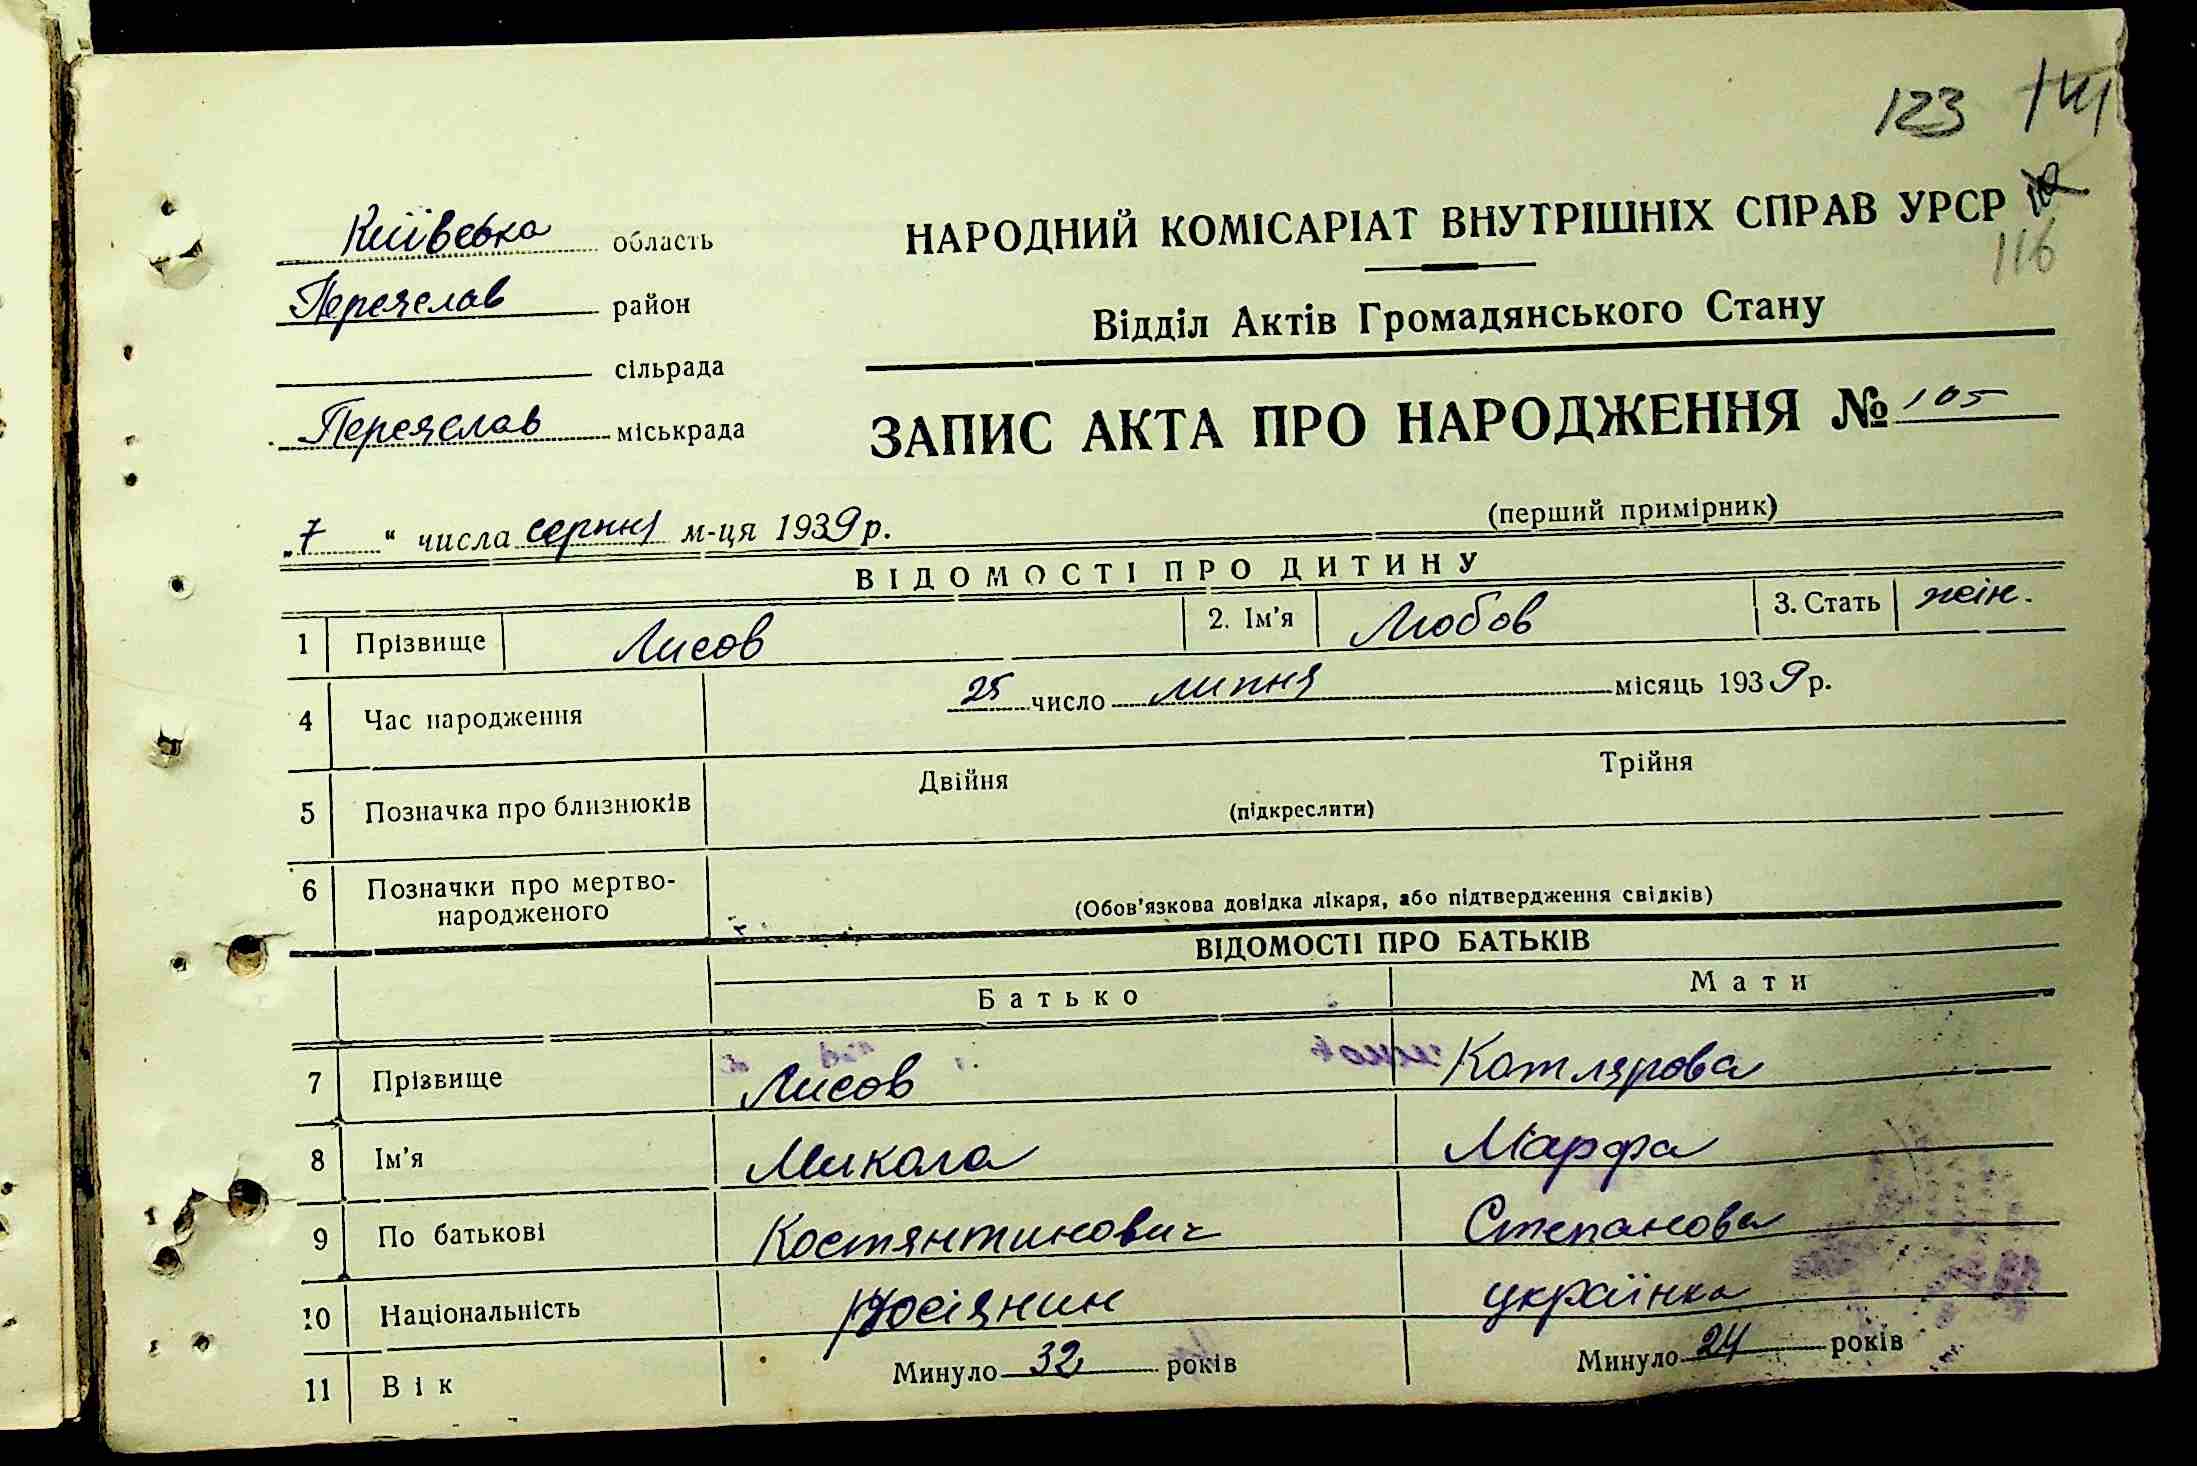 123 141
Київська область
НАРОДНИЙ КОМІСАРІАТ ВНУТРІШНІХ СПРАВ УРСР
116
Переяслав район
Відділ Актів Громадянського Стану
сільрада
Переяслав міськрада
ЗАПИС АКТА ПРО НАРОДЖЕННЯ № 105
(перший примірник)
„7“ числа серпня м-ця 1939 р.
ВІДОМОСТІ ПРО ДИТИНУ
1 Прізвище Лисов 2. Ім'я Любов 3. Стать жін.
4 Час народження 25 число липня місяць 1939 р.
5 Позначка про близнюків Двійня Трійня
(підкреслити)
6 Позначки про мертво-
народженого
(Обов'язкова довідка лікаря, або підтвердження свідків)
ВІДОМОСТІ ПРО БАТЬКІВ
Батько Мати
7 Прізвище Лисов Котлярова
8 Ім'я Микола Марфа
9 По батькові Костянтинович Степанова
10 Національність Росіянин українка
11 Вік Минуло 32 років Минуло 24 років